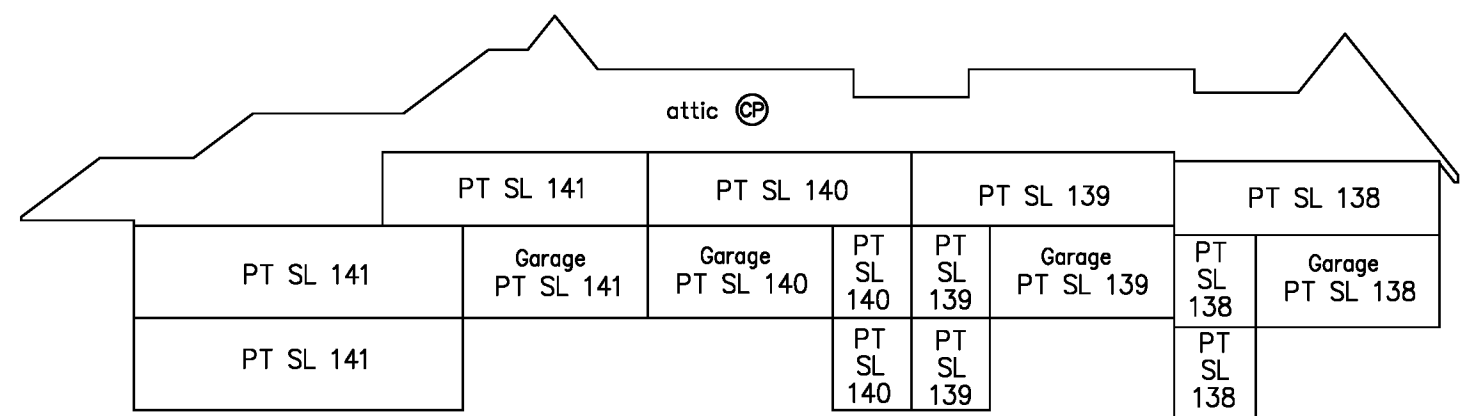 attic CP
PT SL 141
PT SL 140
PT SL 139
PT SL 138
PT SL 141
Garage
PT SL 141
Garage
PT SL 140
PT
SL
140
PT
SL
139
Garage
PT SL 139
PT
SL
138
Garage
PT SL 138
PT SL 141
PT
SL
140
PT
SL
139
PT
SL
138